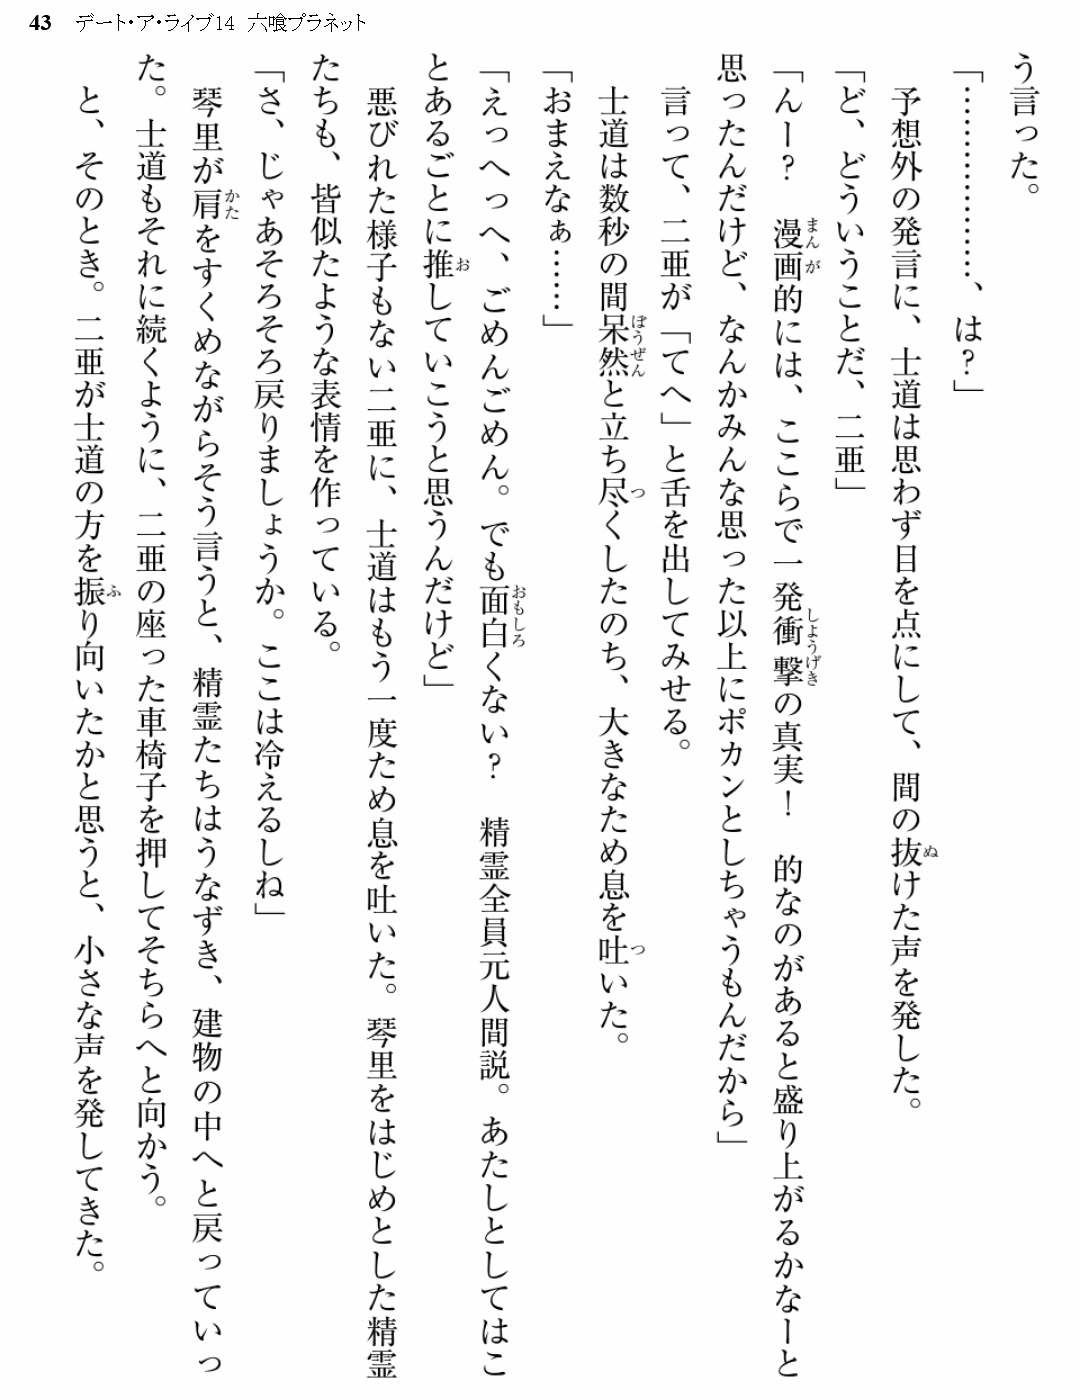 43 デート・ア・ライブ14 六喰プラネット
う言った。
「………………、は？」
予想外の発言に、士道は思わず目を点にして、間の抜けた声を発した。
「ど、どういうことだ、二亜」
「んー？　漫画的には、ここらで一発衝撃の真実！　的なのがあると盛り上がるかなーと
思ったんだけど、なんかみんな思った以上にポカンとしちゃうもんだから」
言って、二亜が「てへ」と舌を出してみせる。
士道は数秒の間呆然と立ち尽くしたのち、大きなため息を吐いた。
「おまえなぁ……」
「えっへっへ、ごめんごめん。でも面白くない？　精霊全員元人間説。あたしとしてはこ
とあるごとに推していこうと思うんだけど」
悪びれた様子もない二亜に、士道はもう一度ため息を吐いた。琴里をはじめとした精霊
たちも、皆似たような表情を作っている。
「さ、じゃあそろそろ戻りましょうか。ここは冷えるしね」
琴里が肩をすくめながらそう言うと、精霊たちはうなずき、建物の中へと戻っていっ
た。士道もそれに続くように、二亜の座った車椅子を押してそちらへと向かう。
と、そのとき。二亜が士道の方を振り向いたかと思うと、小さな声を発してきた。